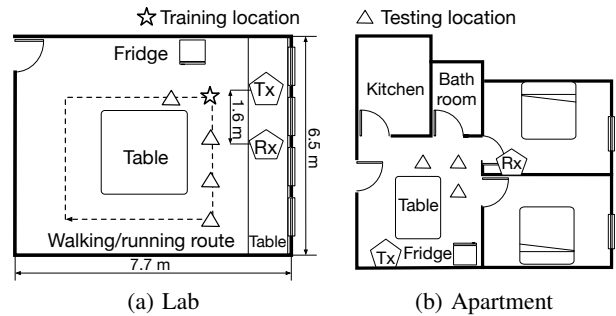 ☆ Training location
△ Testing location
Fridge
Tx
1.6 m
Rx
Table
6.5 m
Walking/running route
Table
7.7 m
(a) Lab
Kitchen
Bath
room
Rx
Table
Tx
Fridge
(b) Apartment